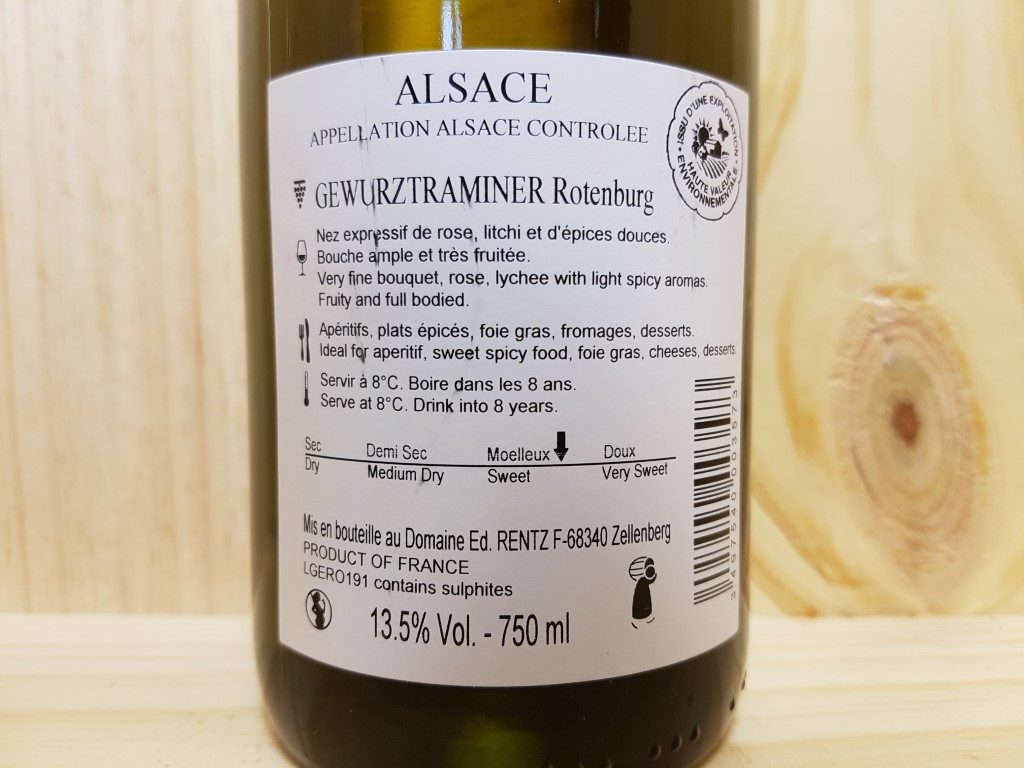 ALSACE
APPELLATION ALSACE CONTROLEE
• ISSU D'UNE EXPLOITATION •
HAUTE VALEUR
ENVIRONNEMENTALE
GEWURZTRAMINER Rotenburg
Nez expressif de rose, litchi et d'épices douces.
Bouche ample et très fruitée.
Very fine bouquet, rose, lychee with light spicy aromas.
Fruity and full bodied.
Apéritifs, plats épicés, foie gras, fromages, desserts.
Ideal for aperitif, sweet spicy food, foie gras, cheeses, desserts.
Servir à 8°C. Boire dans les 8 ans.
Serve at 8°C. Drink into 8 years.
Sec Demi Sec Moelleux Doux
Dry Medium Dry Sweet Very Sweet
Mis en bouteille au Domaine Ed. RENTZ F-68340 Zellenberg
PRODUCT OF FRANCE
LGERO191 contains sulphites
13.5% Vol. - 750 ml
3497540003573